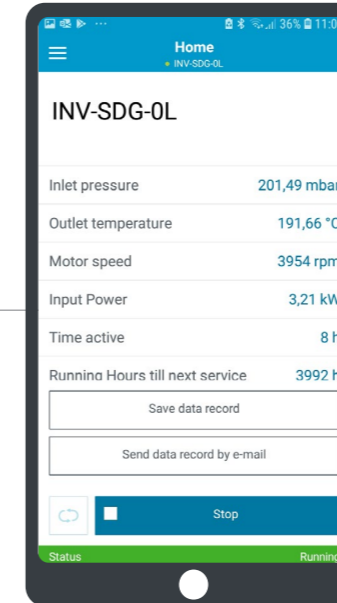 36% 11:0
Home
INV-SDG-0L
INV-SDG-0L
Inlet pressure 201,49 mbar
Outlet temperature 191,66 °C
Motor speed 3954 rpm
Input Power 3,21 kW
Time active 8 h
Running Hours till next service 3992 h
Save data record
Send data record by e-mail
Stop
Status Running